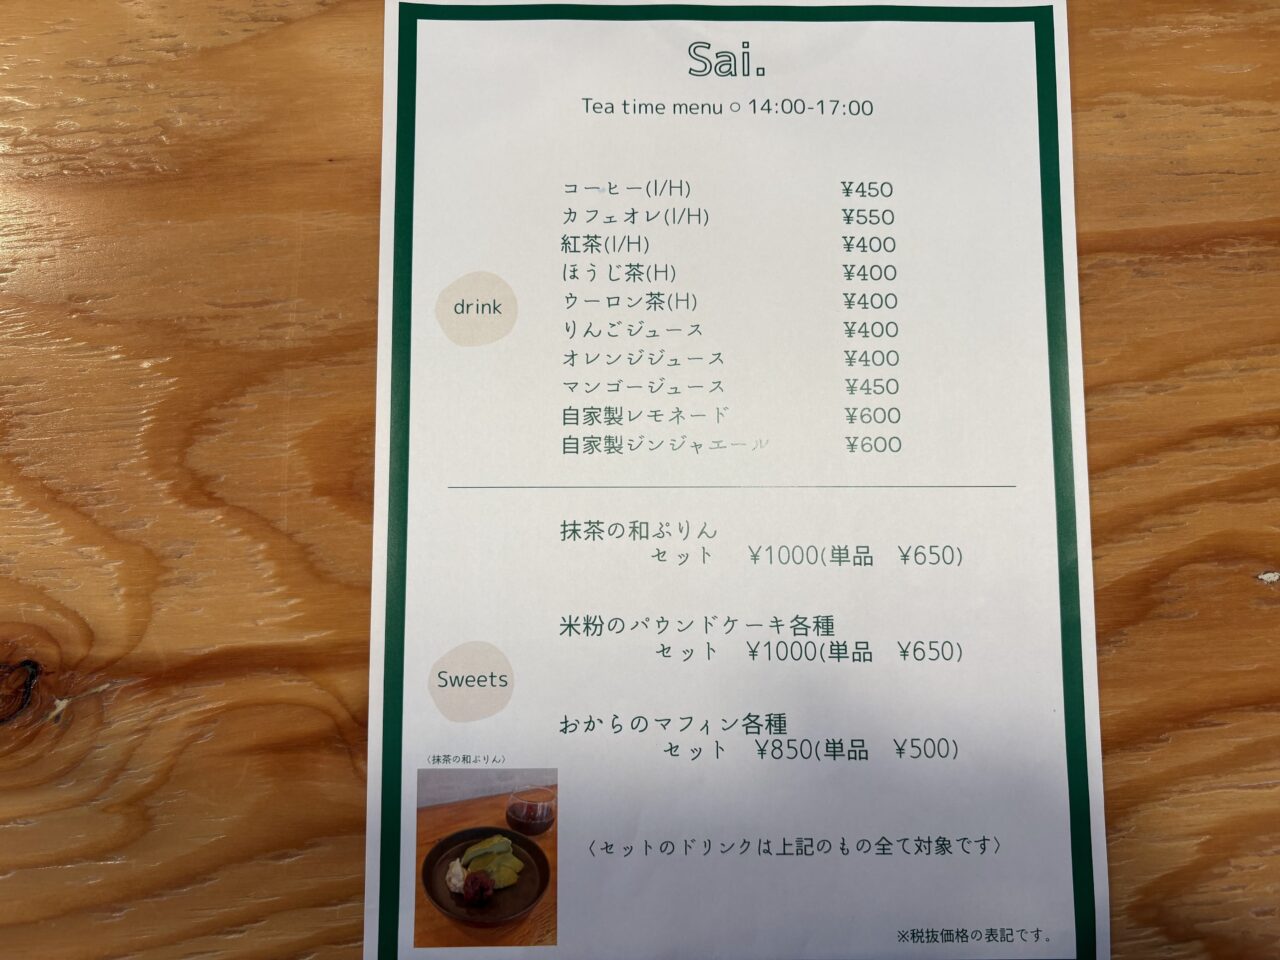 Sai.
Tea time menu ○ 14:00-17:00
コーヒー(I/H) ¥450
カフェオレ(I/H) ¥550
紅茶(I/H) ¥400
ほうじ茶(H) ¥400
ウーロン茶(H) ¥400
りんごジュース ¥400
オレンジジュース ¥400
マンゴージュース ¥450
自家製レモネード ¥600
自家製ジンジャエール ¥600
drink
抹茶の和ぷりん
セット ¥1000(単品 ¥650)
米粉のパウンドケーキ各種
セット ¥1000(単品 ¥650)
Sweets
おからのマフィン各種
セット ¥850(単品 ¥500)
〈抹茶の和ぷりん〉
〈セットのドリンクは上記のもの全て対象です〉
※税抜価格の表記です。